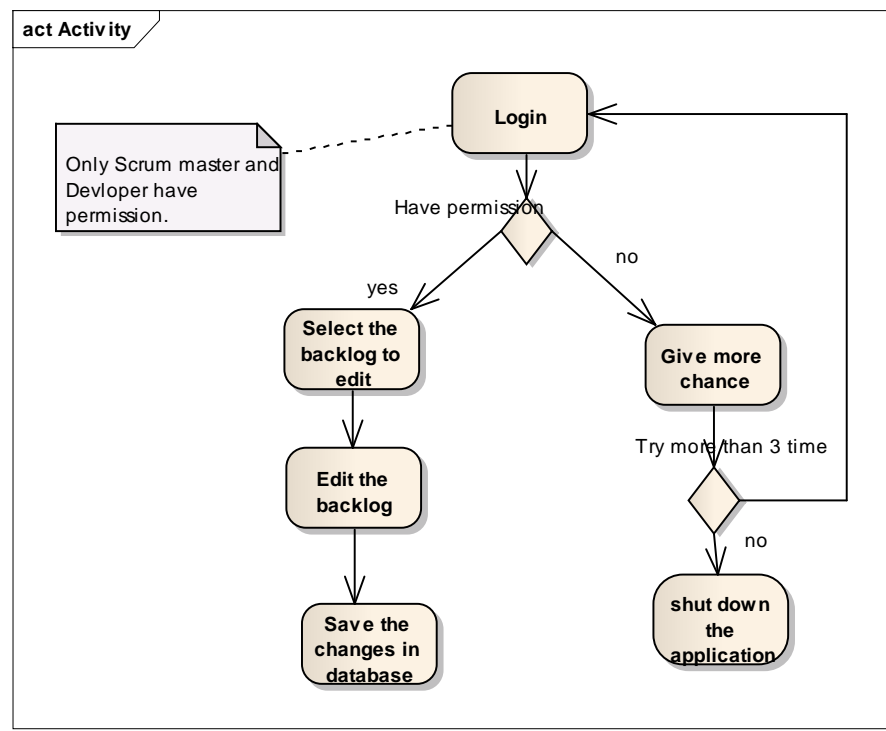 act Activity
Login
Only Scrum master and
Devloper have
permission.
Have permission
no
yes
Select the
backlog to
edit
Give more
chance
Try more than 3 time
Edit the
backlog
no
shut down
the
application
Save the
changes in
database